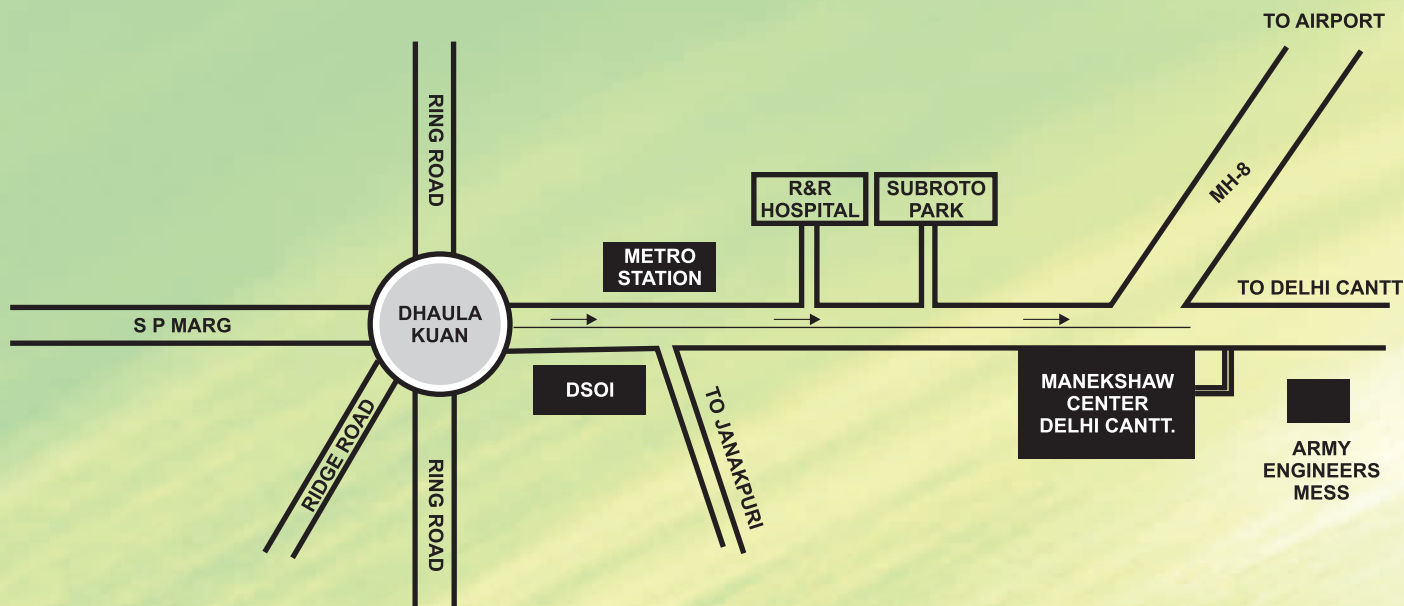 TO AIRPORT
RING ROAD
MH-8
R&R
HOSPITAL
SUBROTO
PARK
METRO
STATION
TO DELHI CANTT
S P MARG
DHAULA
KUAN
DSOI
TO JANAKPURI
MANEKSHAW
CENTER
DELHI CANTT.
ARMY
ENGINEERS
MESS
RIDGE ROAD
RING ROAD